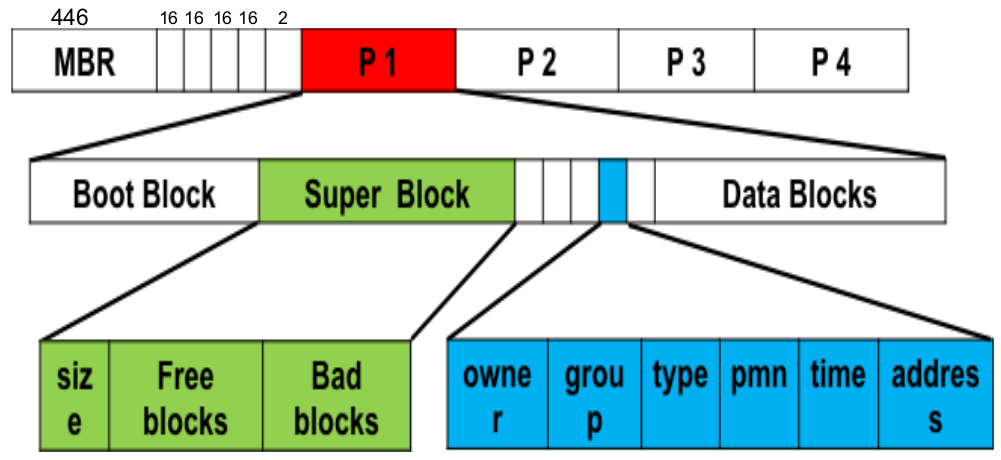 446 16 16 16 16 2
MBR P 1 P 2 P 3 P 4
Boot Block Super Block Data Blocks
siz Free Bad owne grou type pmn time addres
e blocks blocks r p s